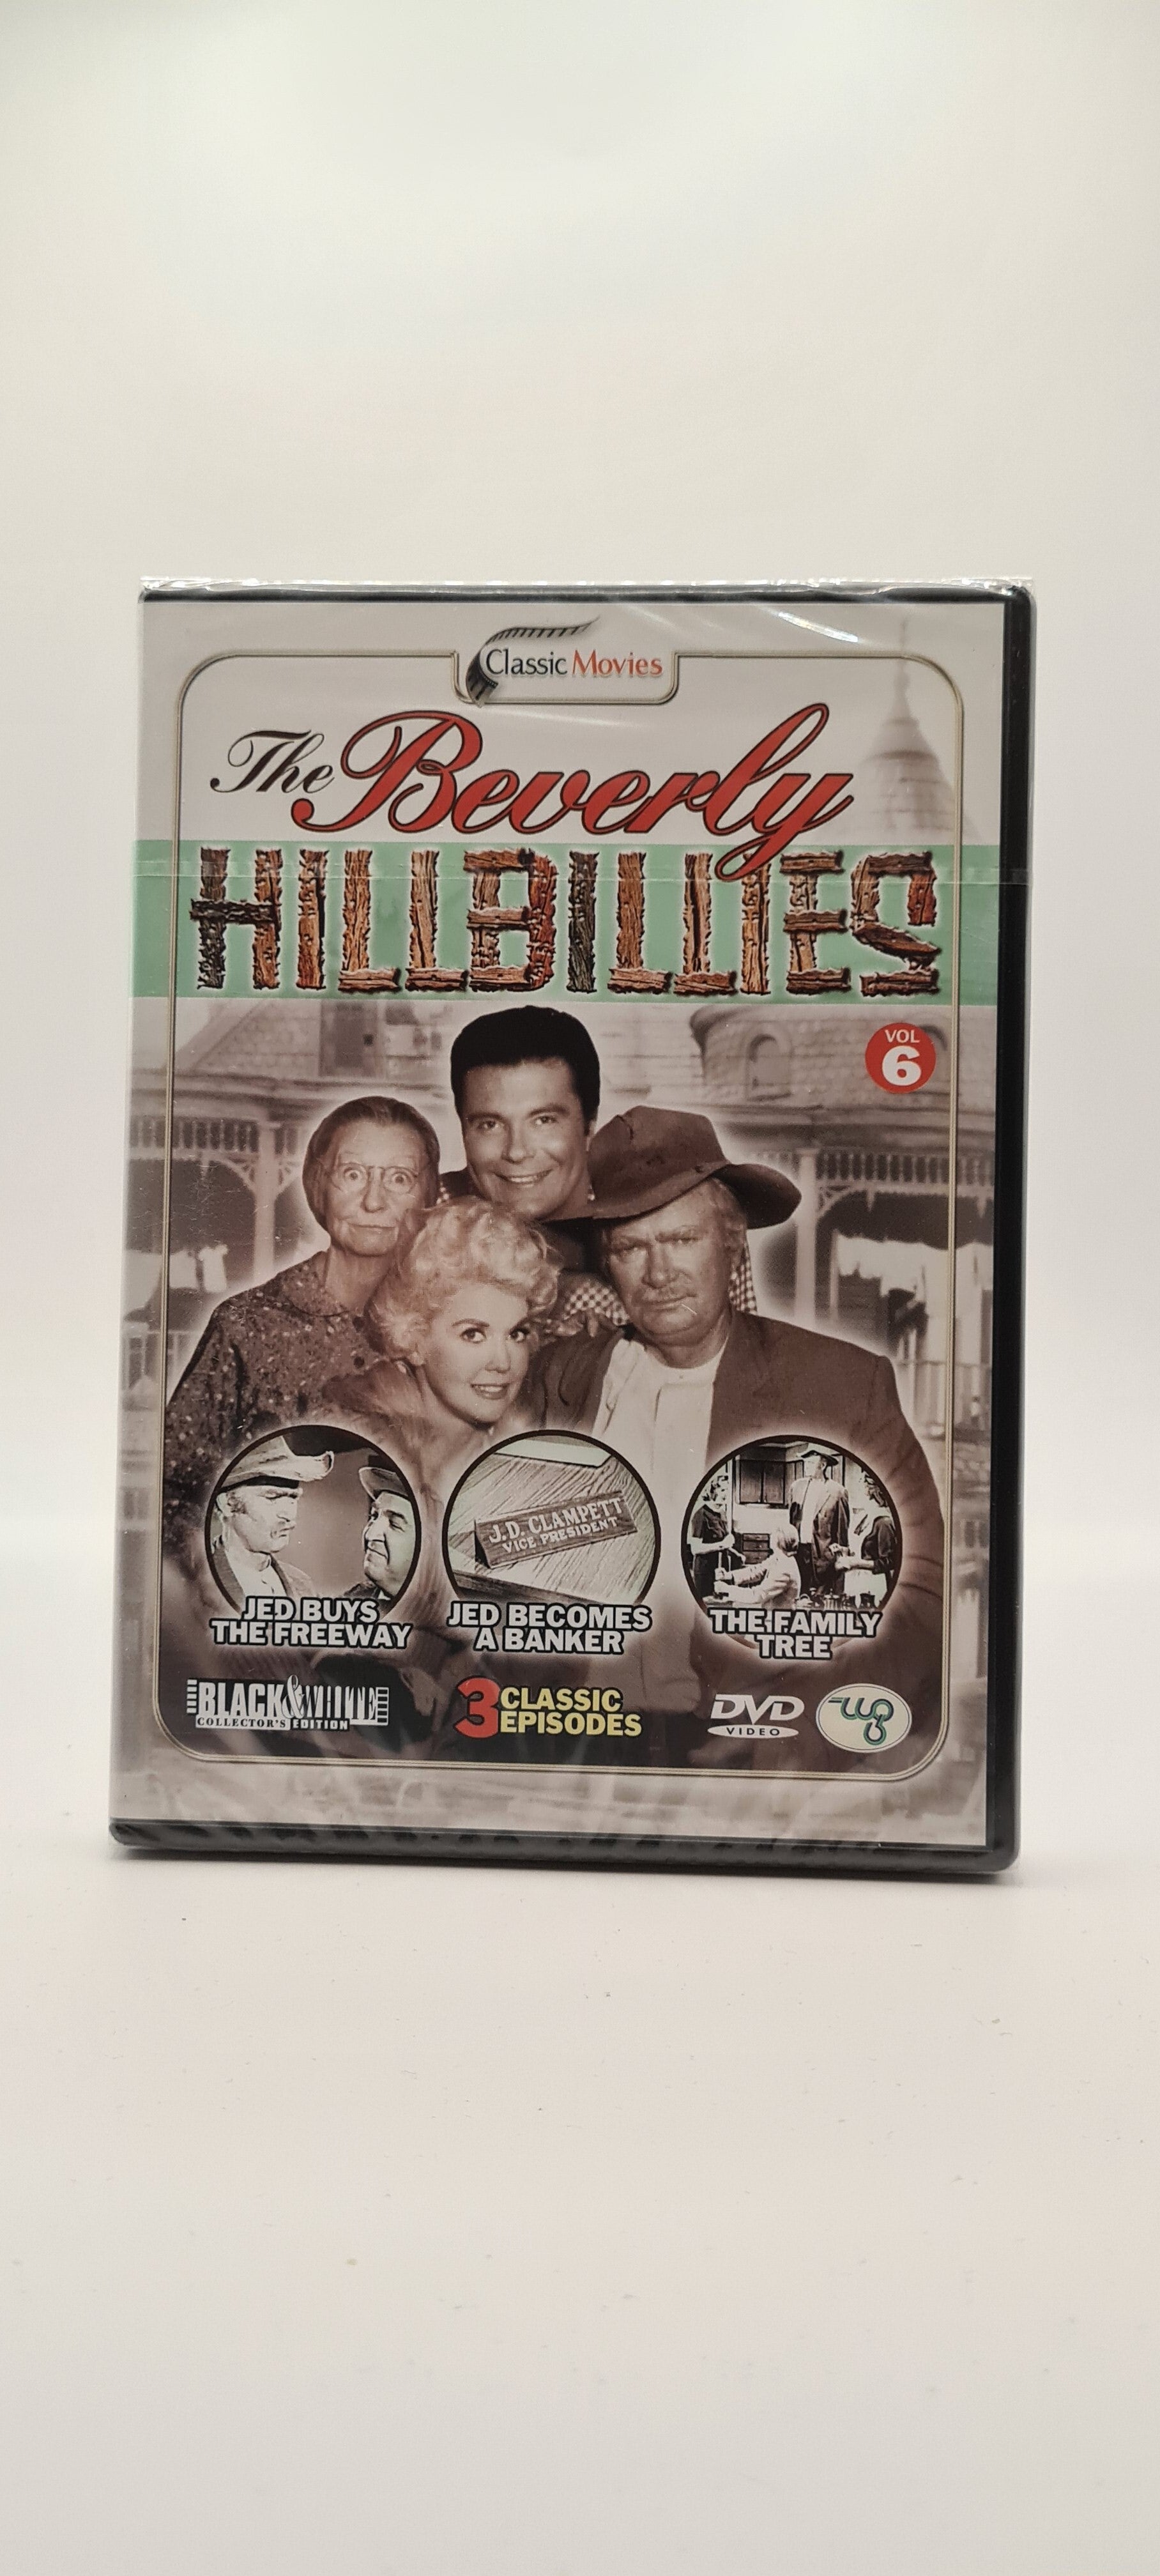 Classic Movies
The Beverly
HILLBILLIES
VOL
6
J.D. CLAMPETT
VICE PRESIDENT
JED BUYS
THE FREEWAY
JED BECOMES
A BANKER
THE FAMILY
TREE
BLACK & WHITE
COLLECTOR'S EDITION
3 CLASSIC
EPISODES
DVD
VIDEO